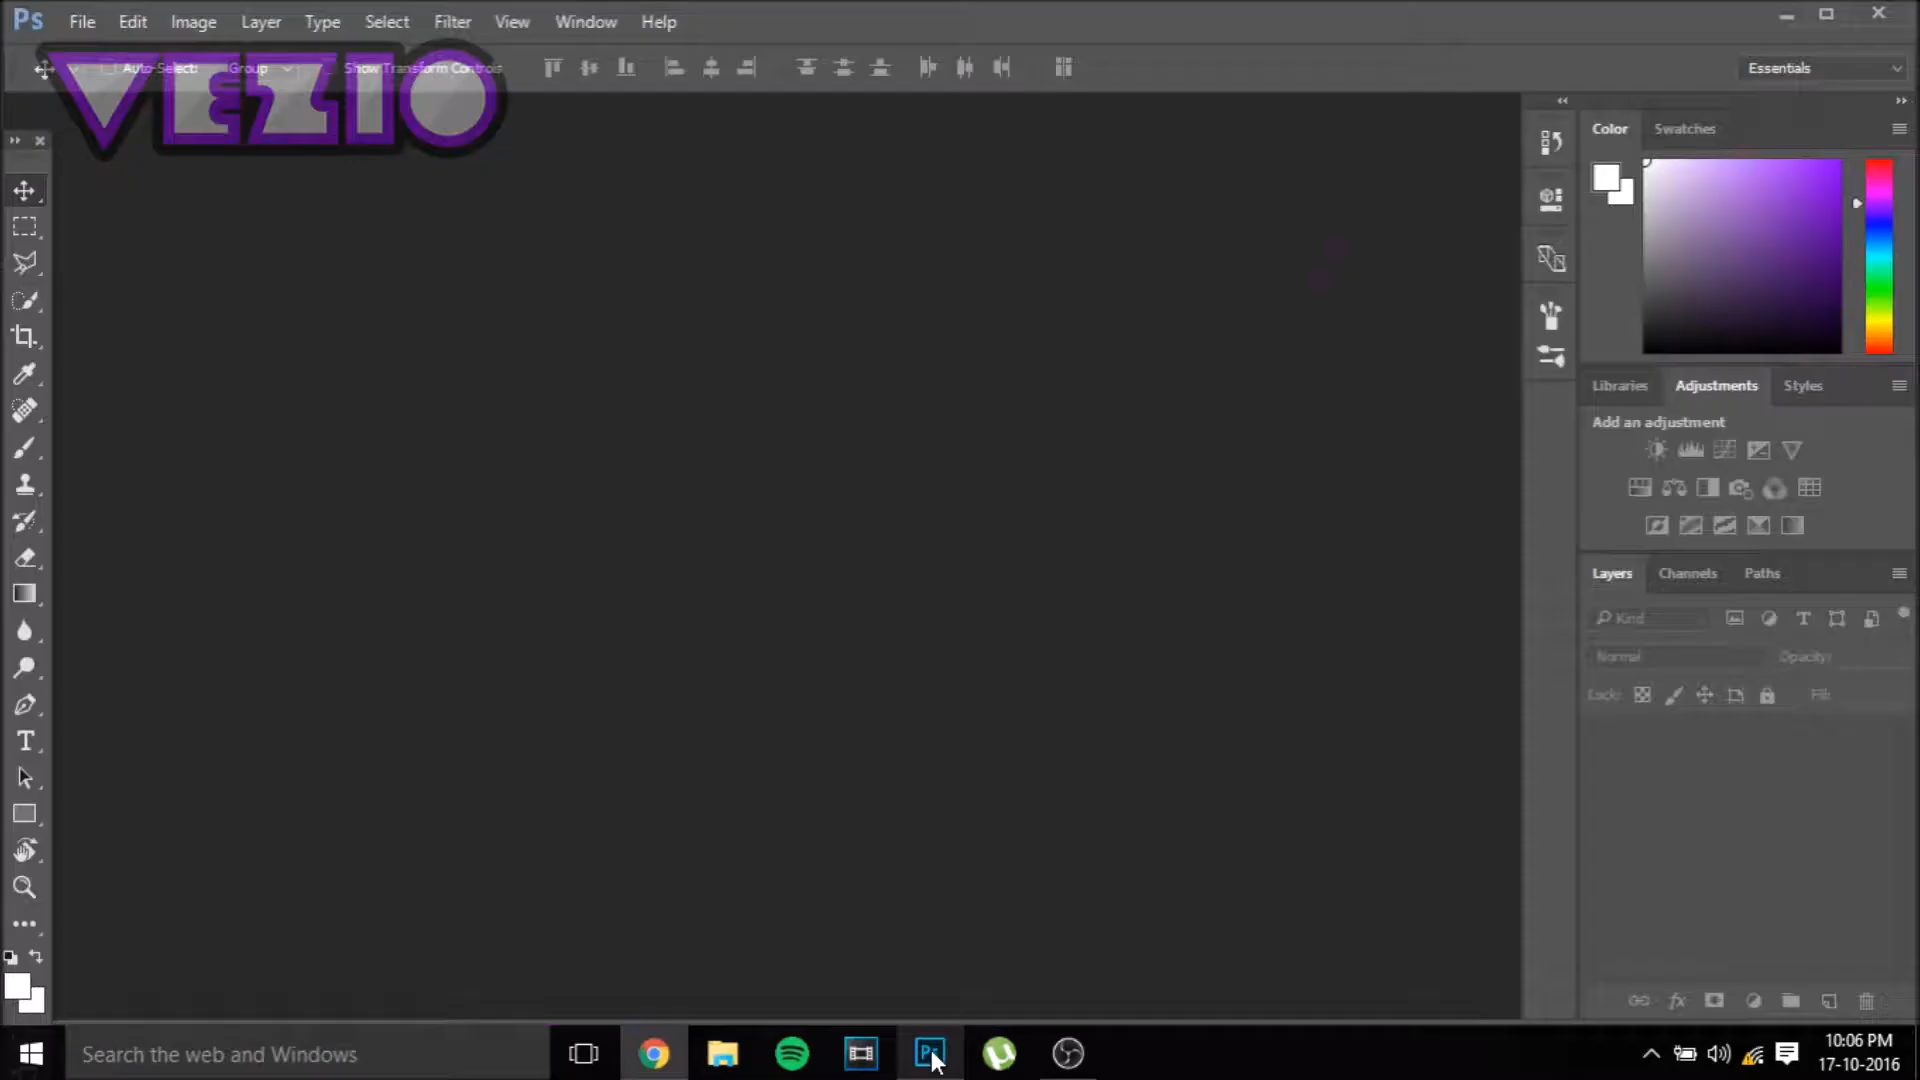 Ps File Edit Image Layer Type Select Filter View Window Help
VEZIO
Auto-Select: Group Show Transform Controls
Essentials
Color Swatches
Libraries Adjustments Styles
Add an adjustment
Layers Channels Paths
Kind
Normal Opacity:
Lock: Fill:
Search the web and Windows
Pr
10:06 PM
17-10-2016